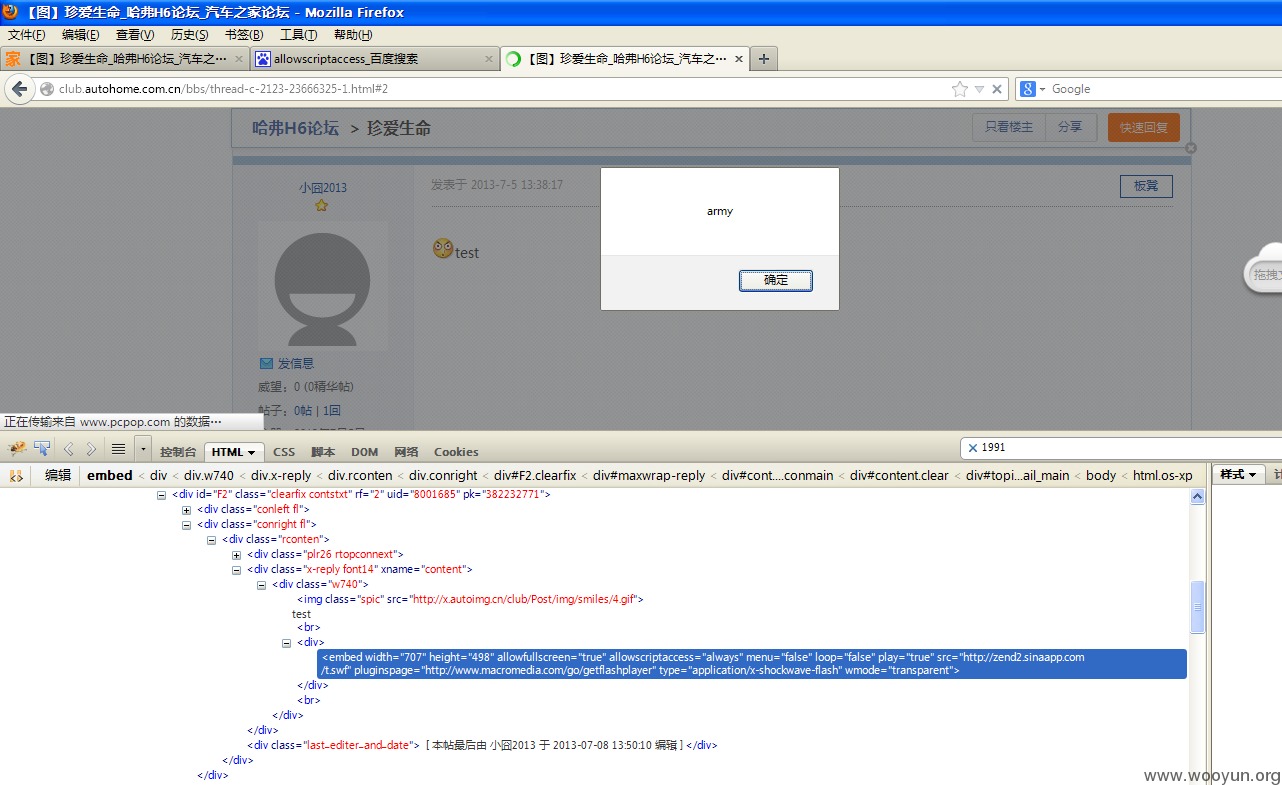 【图】珍爱生命_哈弗H6论坛_汽车之家论坛 - Mozilla Firefox
文件(F) 编辑(E) 查看(V) 历史(S) 书签(B) 工具(T) 帮助(H)
家 【图】珍爱生命_哈弗H6论坛_汽车之… × allowscriptaccess_百度搜索 × 【图】珍爱生命_哈弗H6论坛_汽车之… × +
club.autohome.com.cn/bbs/thread-c-2123-23666325-1.html#2 8 Google
哈弗H6论坛 > 珍爱生命 只看楼主 分享 快速回复
小囧2013 发表于 2013-7-5 13:38:17 板凳
army
test
确定
拖拽
发信息
威望：0 (0精华帖)
帖子：0帖 | 1回
正在传输来自 www.pcpop.com 的数据…
控制台 HTML CSS 脚本 DOM 网络 Cookies 1991
编辑 embed < div < div.w740 < div.x-reply < div.rconten < div.conright < div#F2.clearfix < div#maxwrap-reply < div#cont....conmain < div#content.clear < div#topi...ail_main < body < html.os-xp 样式
<div id="F2" class="clearfix contstxt" rf="2" uid="8001685" pk="382232771">
<div class="conleft fl">
<div class="conright fl">
<div class="rconten">
<div class="plr26 rtopconnext">
<div class="x-reply font14" xname="content">
<div class="w740">
<img class="spic" src="http://x.autoimg.cn/club/Post/img/smiles/4.gif">
test
<br>
<div>
<embed width="707" height="498" allowfullscreen="true" allowscriptaccess="always" menu="false" loop="false" play="true" src="http://zend2.sinaapp.com
/t.swf" pluginspage="http://www.macromedia.com/go/getflashplayer" type="application/x-shockwave-flash" wmode="transparent">
</div>
<br>
</div>
</div>
<div class="last_editer_and_date"> [ 本帖最后由 小囧2013 于 2013-07-08 13:50:10 编辑 ] </div>
</div>
</div>
www.wooyun.org